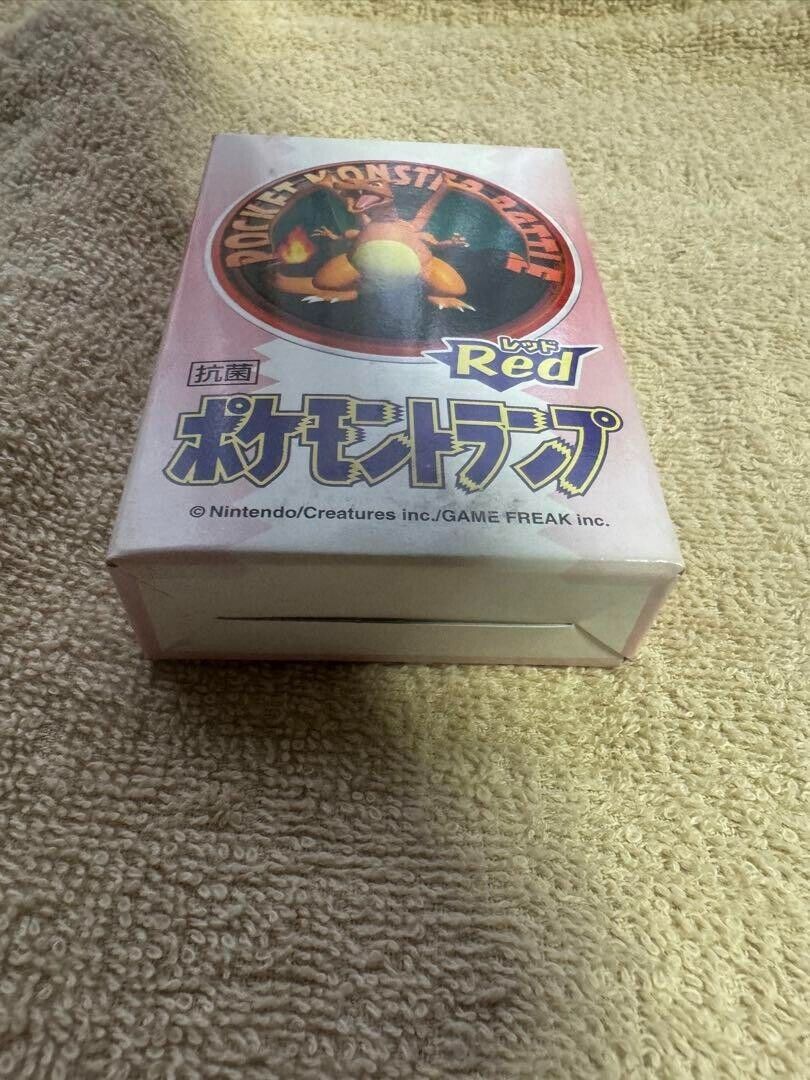 POCKET MONSTER BATTLE
レッド
Red
抗菌
ポケモントランプ
© Nintendo/Creatures inc./GAME FREAK inc.